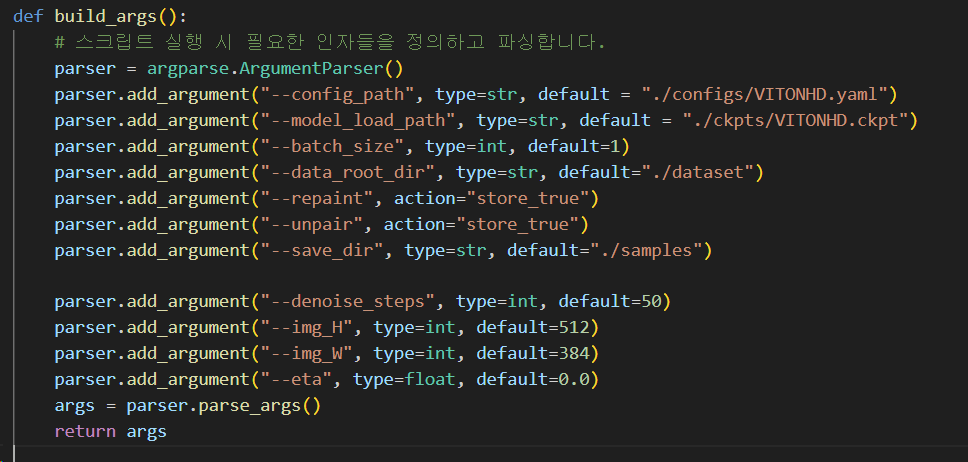 def build_args():
    # 스크립트 실행 시 필요한 인자들을 정의하고 파싱합니다.
    parser = argparse.ArgumentParser()
    parser.add_argument("--config_path", type=str, default = "./configs/VITONHD.yaml")
    parser.add_argument("--model_load_path", type=str, default = "./ckpts/VITONHD.ckpt")
    parser.add_argument("--batch_size", type=int, default=1)
    parser.add_argument("--data_root_dir", type=str, default="./dataset")
    parser.add_argument("--repaint", action="store_true")
    parser.add_argument("--unpair", action="store_true")
    parser.add_argument("--save_dir", type=str, default="./samples")

    parser.add_argument("--denoise_steps", type=int, default=50)
    parser.add_argument("--img_H", type=int, default=512)
    parser.add_argument("--img_W", type=int, default=384)
    parser.add_argument("--eta", type=float, default=0.0)
    args = parser.parse_args()
    return args